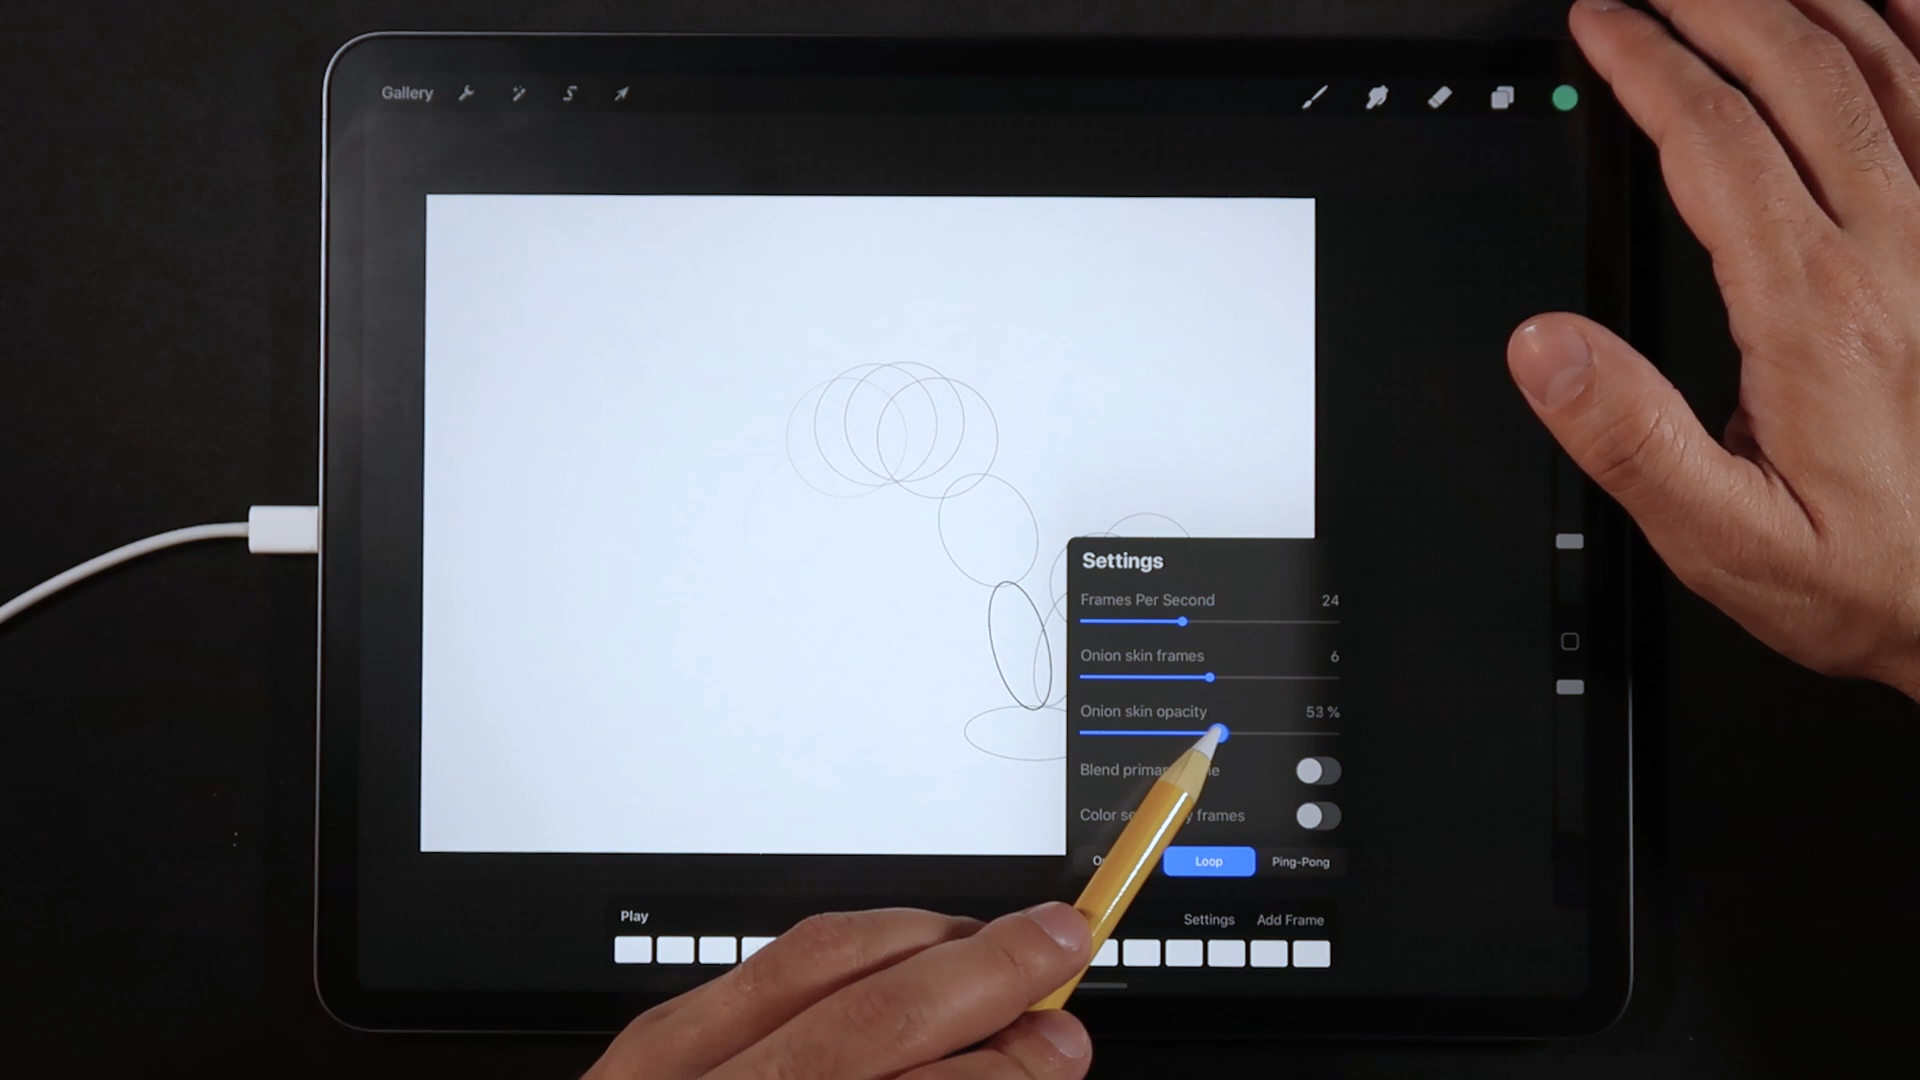 Gallery
Settings
Frames Per Second 24
Onion skin frames 6
Onion skin opacity 53 %
Blend
Color frames
Loop Ping-Pong
Play Settings Add Frame